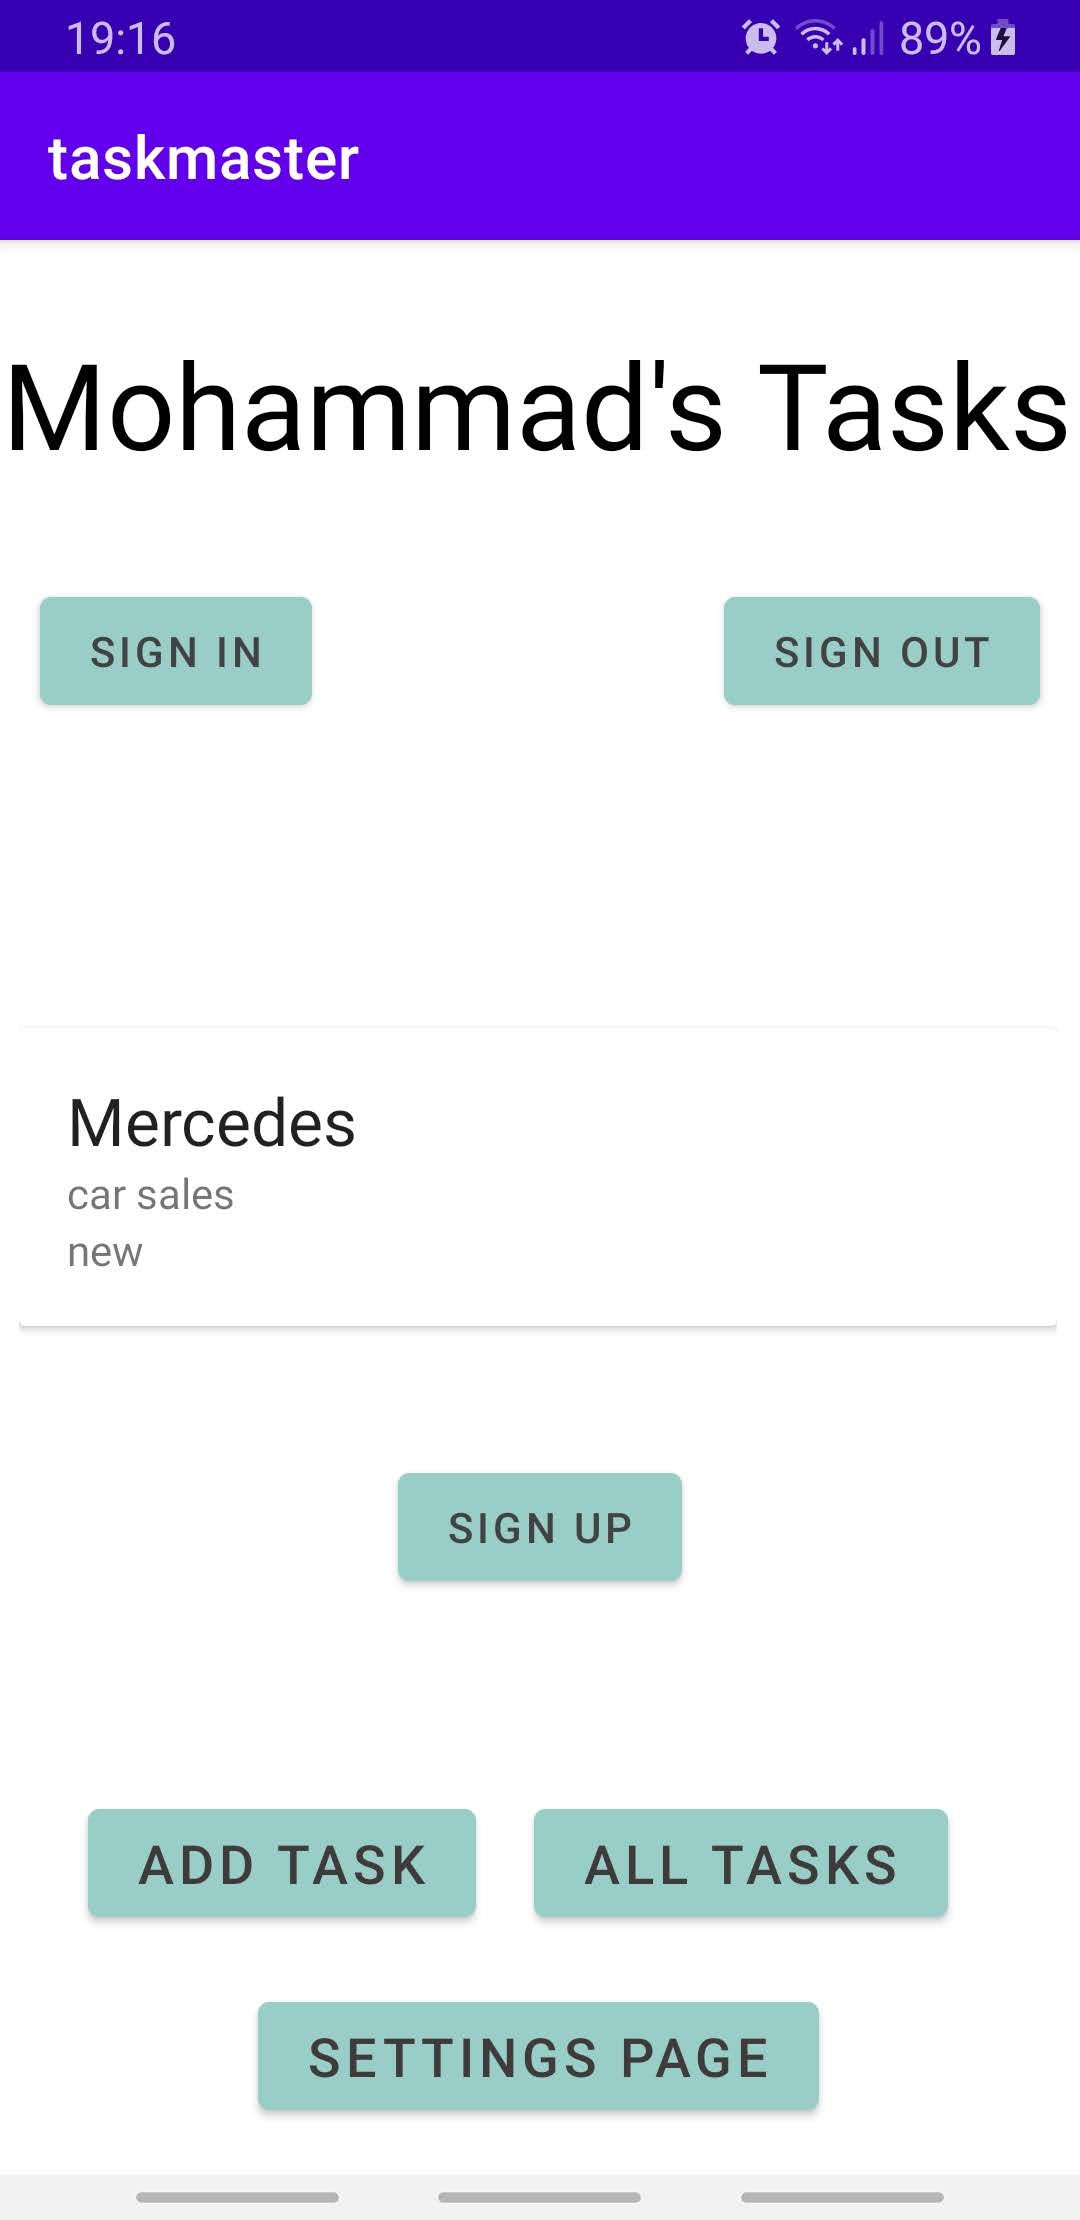 19:16 89%
taskmaster
Mohammad's Tasks
SIGN IN SIGN OUT
Mercedes
car sales
new
SIGN UP
ADD TASK ALL TASKS
SETTINGS PAGE